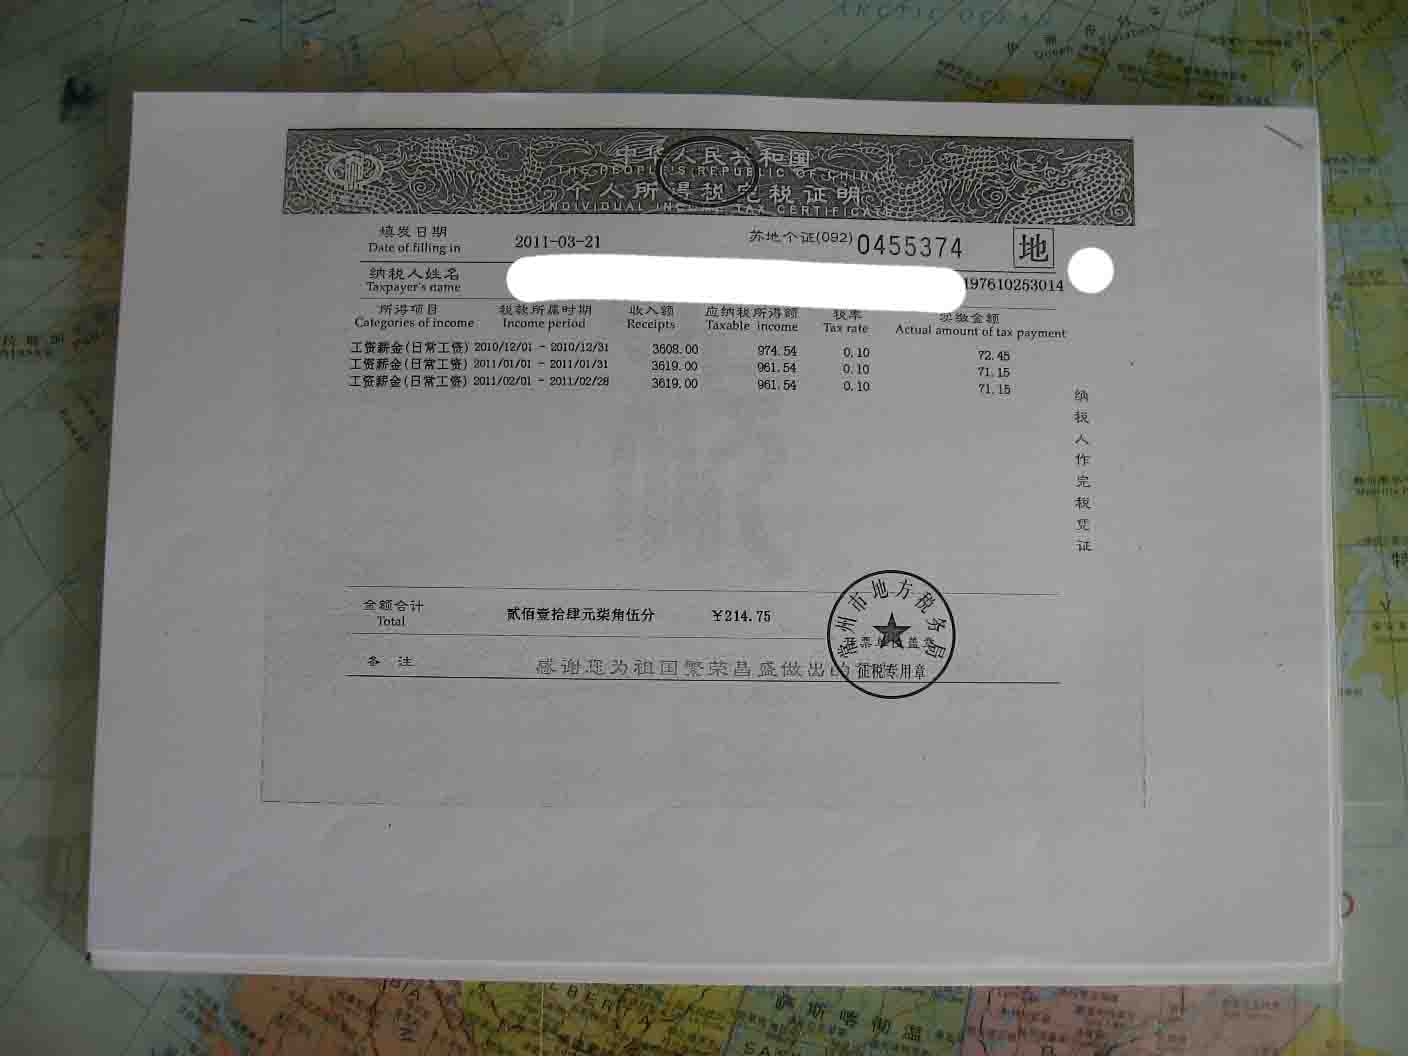 ARCTIC OCEAN
中华人民共和国
THE PEOPLE'S REPUBLIC OF CHINA
个人所得税完税证明
INDIVIDUAL INCOME TAX CERTIFICATE
填发日期
Date of filling in
2011-03-21
苏地个证(092) 0455374
地
纳税人姓名
Taxpayer's name
197610253014
所得项目 税款所属时期 收入额 应纳税所得额 税率 实缴金额
Categories of income Income period Receipts Taxable income Tax rate Actual amount of tax payment
工资薪金(日常工资) 2010/12/01 - 2010/12/31 3608.00 974.54 0.10 72.45
工资薪金(日常工资) 2011/01/01 - 2011/01/31 3619.00 961.54 0.10 71.15
工资薪金(日常工资) 2011/02/01 - 2011/02/28 3619.00 961.54 0.10 71.15
纳税人作完税凭证
金额合计
Total
贰佰壹拾肆元柒角伍分 ￥214.75
常州市地方税务局
征税专用章
备 注
感谢您为祖国繁荣昌盛做出的
萨斯喀彻温